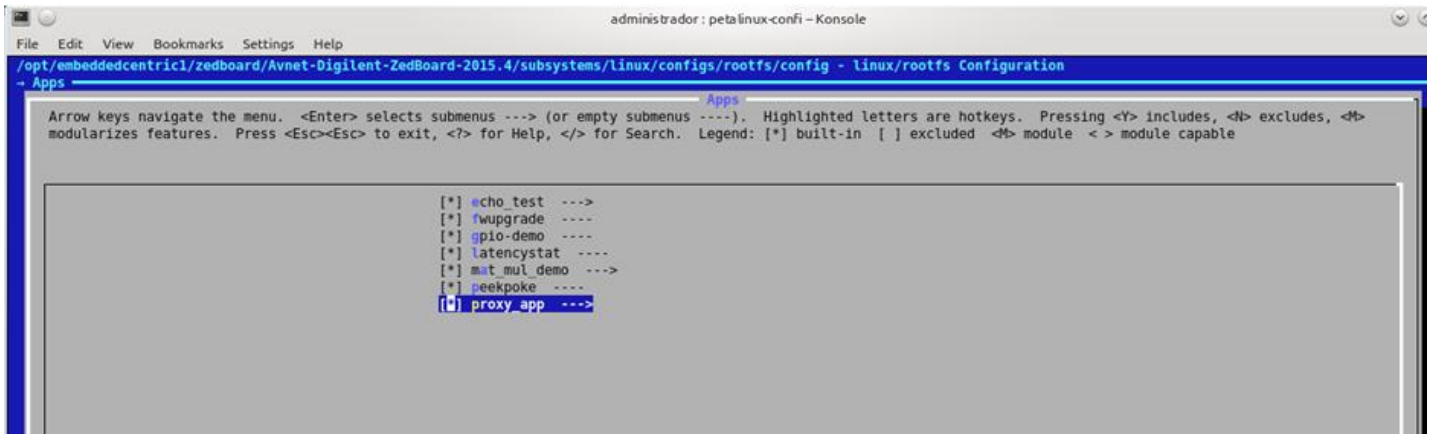 administrador : petalinux-confi – Konsole
File Edit View Bookmarks Settings Help
/opt/embeddedcentric1/zedboard/Avnet-Digilent-ZedBoard-2015.4/subsystems/linux/configs/rootfs/config - linux/rootfs Configuration
→ Apps
Apps
Arrow keys navigate the menu. <Enter> selects submenus ---> (or empty submenus ----). Highlighted letters are hotkeys. Pressing <Y> includes, <N> excludes, <M>
modularizes features. Press <Esc><Esc> to exit, <?> for Help, </> for Search. Legend: [*] built-in [ ] excluded <M> module < > module capable
[*] echo_test --->
[*] fwupgrade ----
[*] gpio-demo ----
[*] latencystat ----
[*] mat_mul_demo --->
[*] peekpoke ----
[*] proxy_app --->